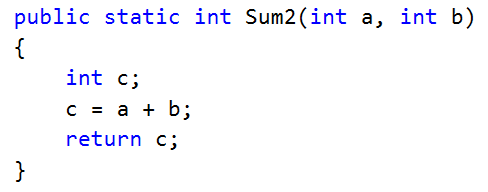 public static int Sum2(int a, int b)
{
    int c;
    c = a + b;
    return c;
}